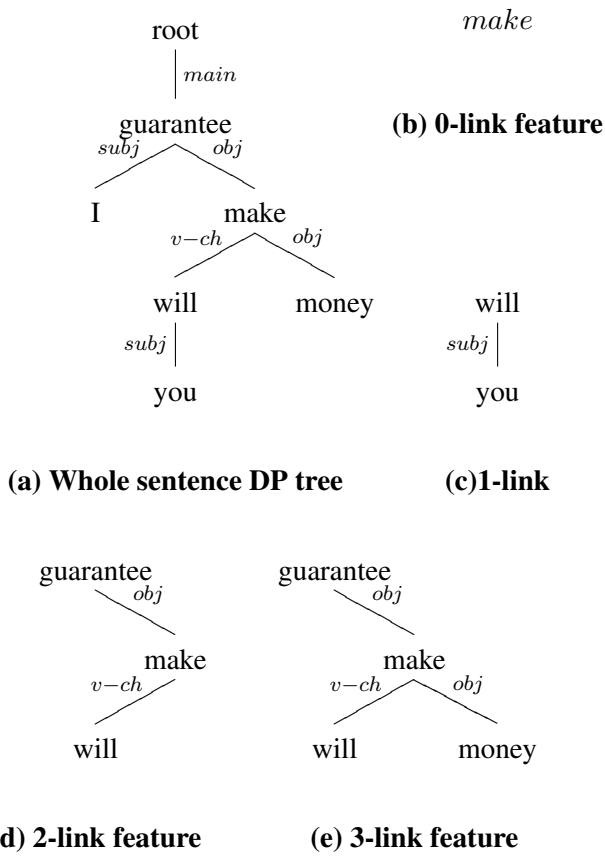 root
make
main
guarantee
(b) 0-link feature
subj
obj
I
make
v−ch
obj
will
money
will
subj
subj
you
you
(a) Whole sentence DP tree
(c)1-link
guarantee
guarantee
obj
obj
make
make
v−ch
v−ch
obj
will
will
money
d) 2-link feature
(e) 3-link feature